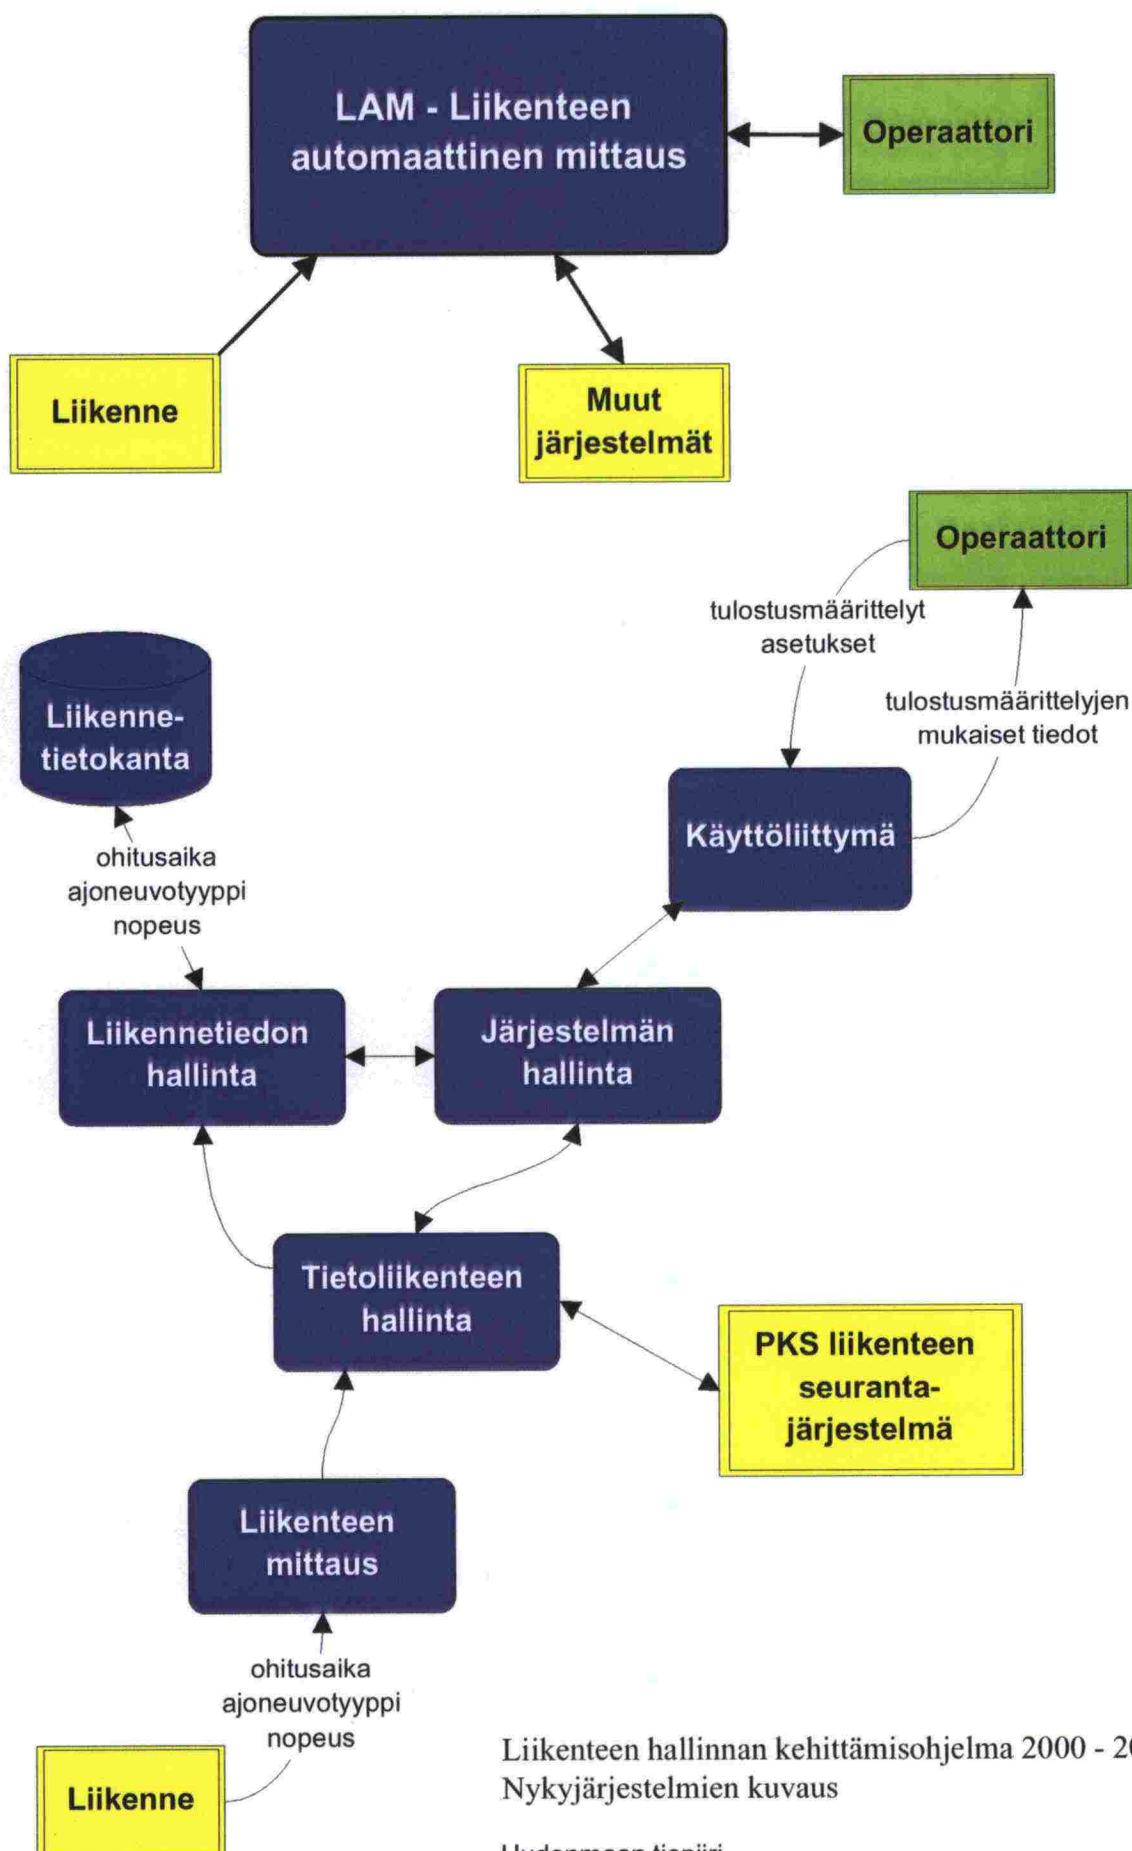 LAM - Liikenteen
automaattinen mittaus
Operaattori
Liikenne
Muut
järjestelmät
Operaattori
tulostusmäärittelyt
asetukset
tulostusmäärittelyjen
mukaiset tiedot
Liikenne-
tietokanta
Käyttöliittymä
ohitusaika
ajoneuvotyyppi
nopeus
Liikennetiedon
hallinta
Järjestelmän
hallinta
Tietoliikenteen
hallinta
PKS liikenteen
seuranta-
järjestelmä
Liikenteen
mittaus
ohitusaika
ajoneuvotyyppi
nopeus
Liikenne
Liikenteen hallinnan kehittämisohjelma 2000 -
Nykyjärjestelmien kuvaus